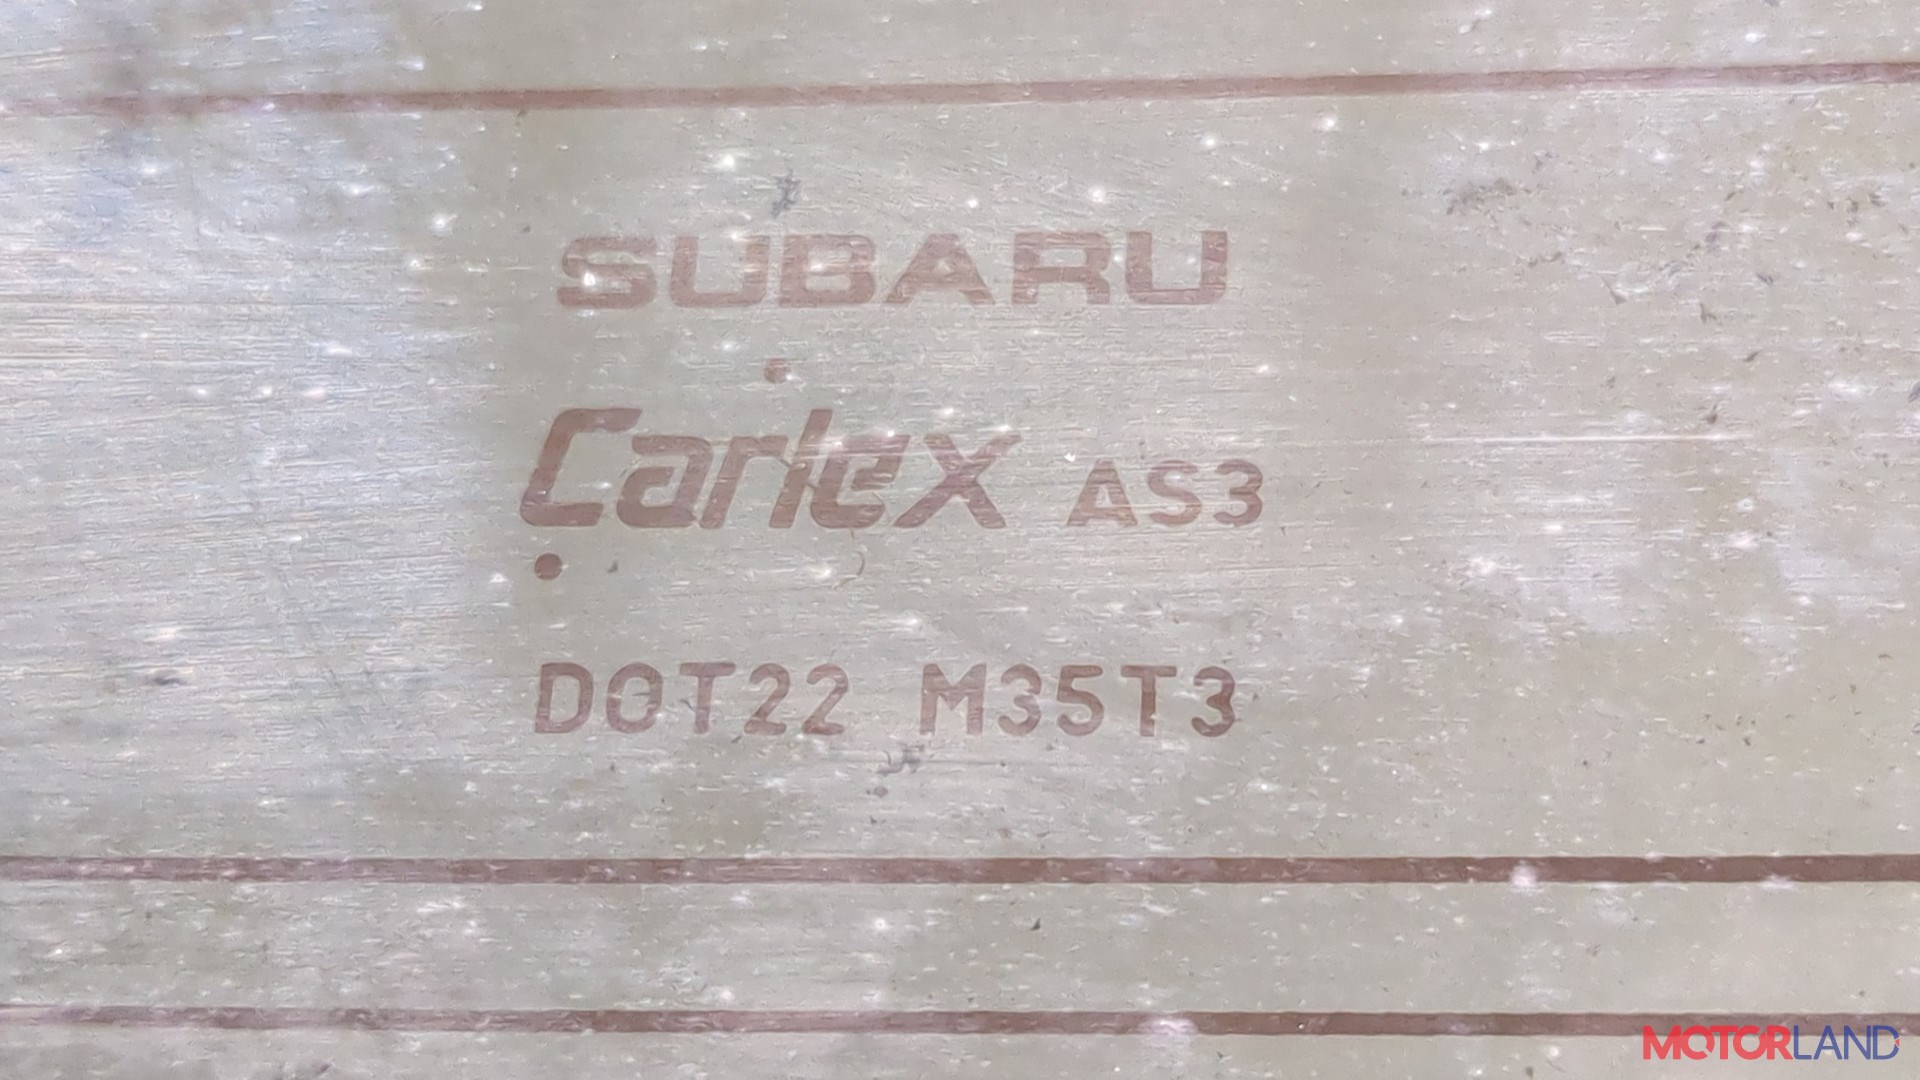 SUBARU
Carlex AS3
DOT22 M35T3
MOTORLAND